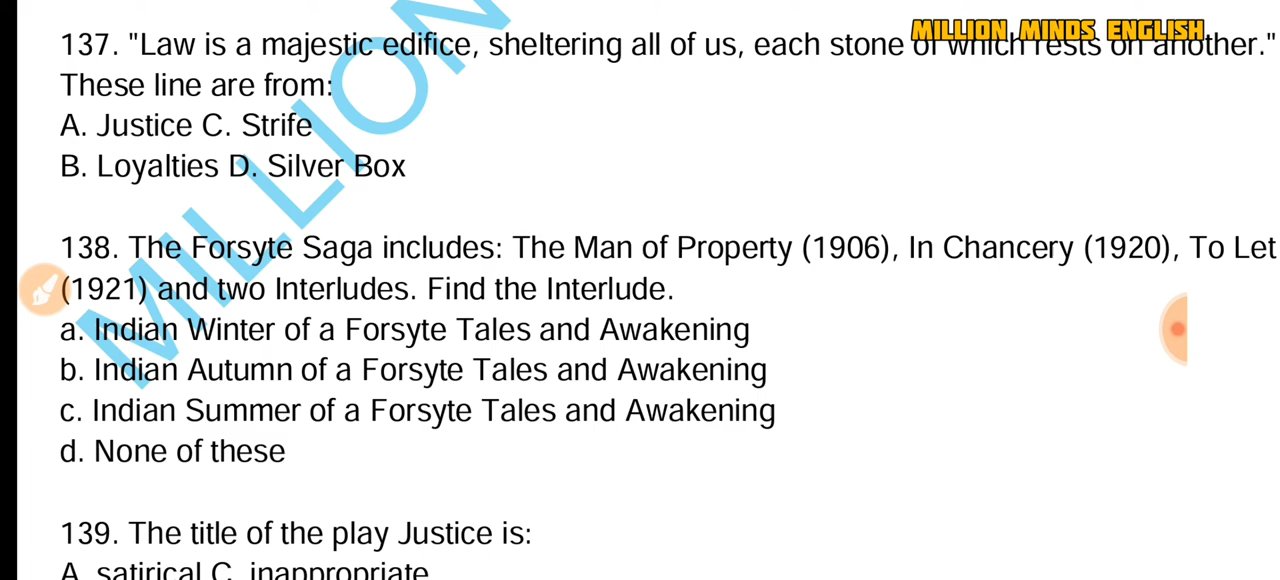 MILLION MINDS ENGLISH
137. "Law is a majestic edifice, sheltering all of us, each stone of which rests on another."
These line are from:
A. Justice C. Strife
B. Loyalties D. Silver Box
MILLION
138. The Forsyte Saga includes: The Man of Property (1906), In Chancery (1920), To Let
(1921) and two Interludes. Find the Interlude.
a. Indian Winter of a Forsyte Tales and Awakening
b. Indian Autumn of a Forsyte Tales and Awakening
c. Indian Summer of a Forsyte Tales and Awakening
d. None of these
139. The title of the play Justice is:
A. satirical C. inappropriate